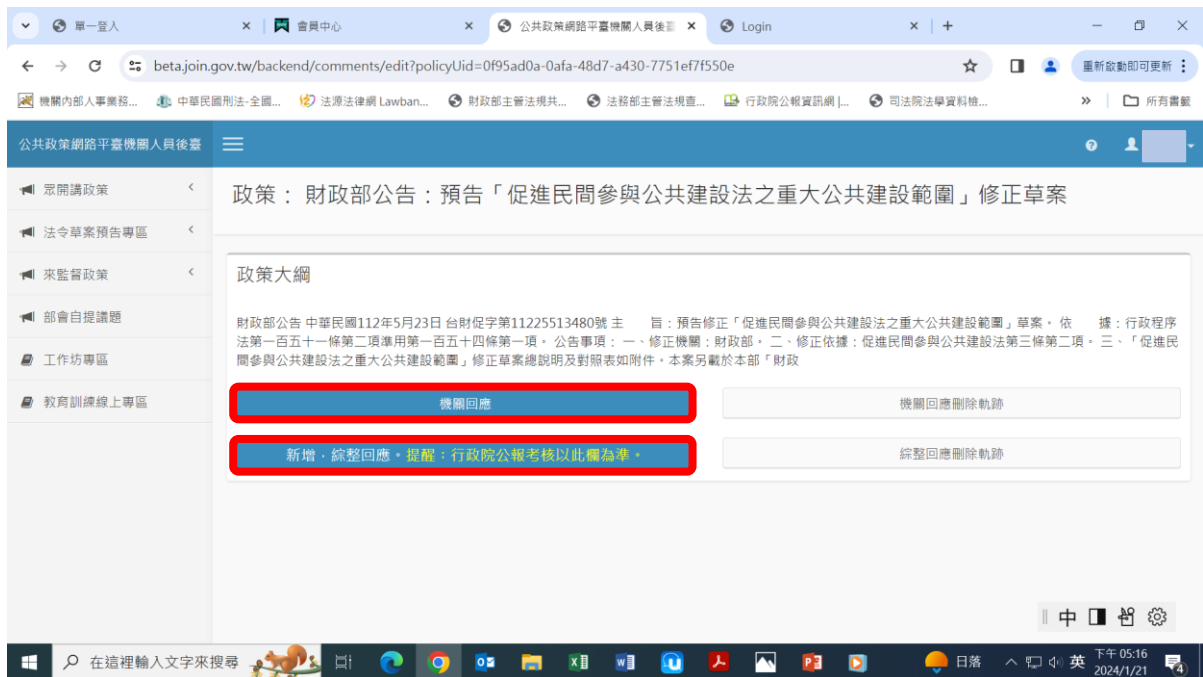 單一登入
會員中心
公共政策網路平臺機關人員後臺
Login
beta.join.gov.tw/backend/comments/edit?policyUid=0f95ad0a-0afa-48d7-a430-7751ef7f550e
重新啟動即可更新
機關內部人事業務...
中華民國刑法-全國...
法源法律網 Lawban...
財政部主管法規共...
法務部主管法規查...
行政院公報資訊網 |...
司法院法學資料檢...
所有書籤
公共政策網路平臺機關人員後臺
眾開講政策
法令草案預告專區
來監督政策
部會自提議題
工作坊專區
教育訓練線上專區
政策： 財政部公告：預告「促進民間參與公共建設法之重大公共建設範圍」修正草案
政策大綱
財政部公告 中華民國112年5月23日 台財促字第11225513480號 主　　旨：預告修正「促進民間參與公共建設法之重大公共建設範圍」草案。 依　　據：行政程序
法第一百五十一條第二項準用第一百五十四條第一項。 公告事項： 一、修正機關：財政部。 二、修正依據：促進民間參與公共建設法第三條第二項。 三、「促進民
間參與公共建設法之重大公共建設範圍」修正草案總說明及對照表如附件。本案另載於本部「財政
機關回應
機關回應刪除軌跡
新增．綜整回應。提醒：行政院公報考核以此欄為準。
綜整回應刪除軌跡
中
在這裡輸入文字來搜尋
日落
英
下午 05:16
2024/1/21
4